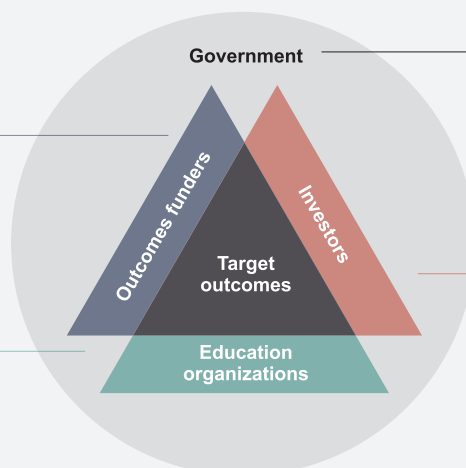 Government
Outcomes funders
Investors
Target
outcomes
Education
organizations